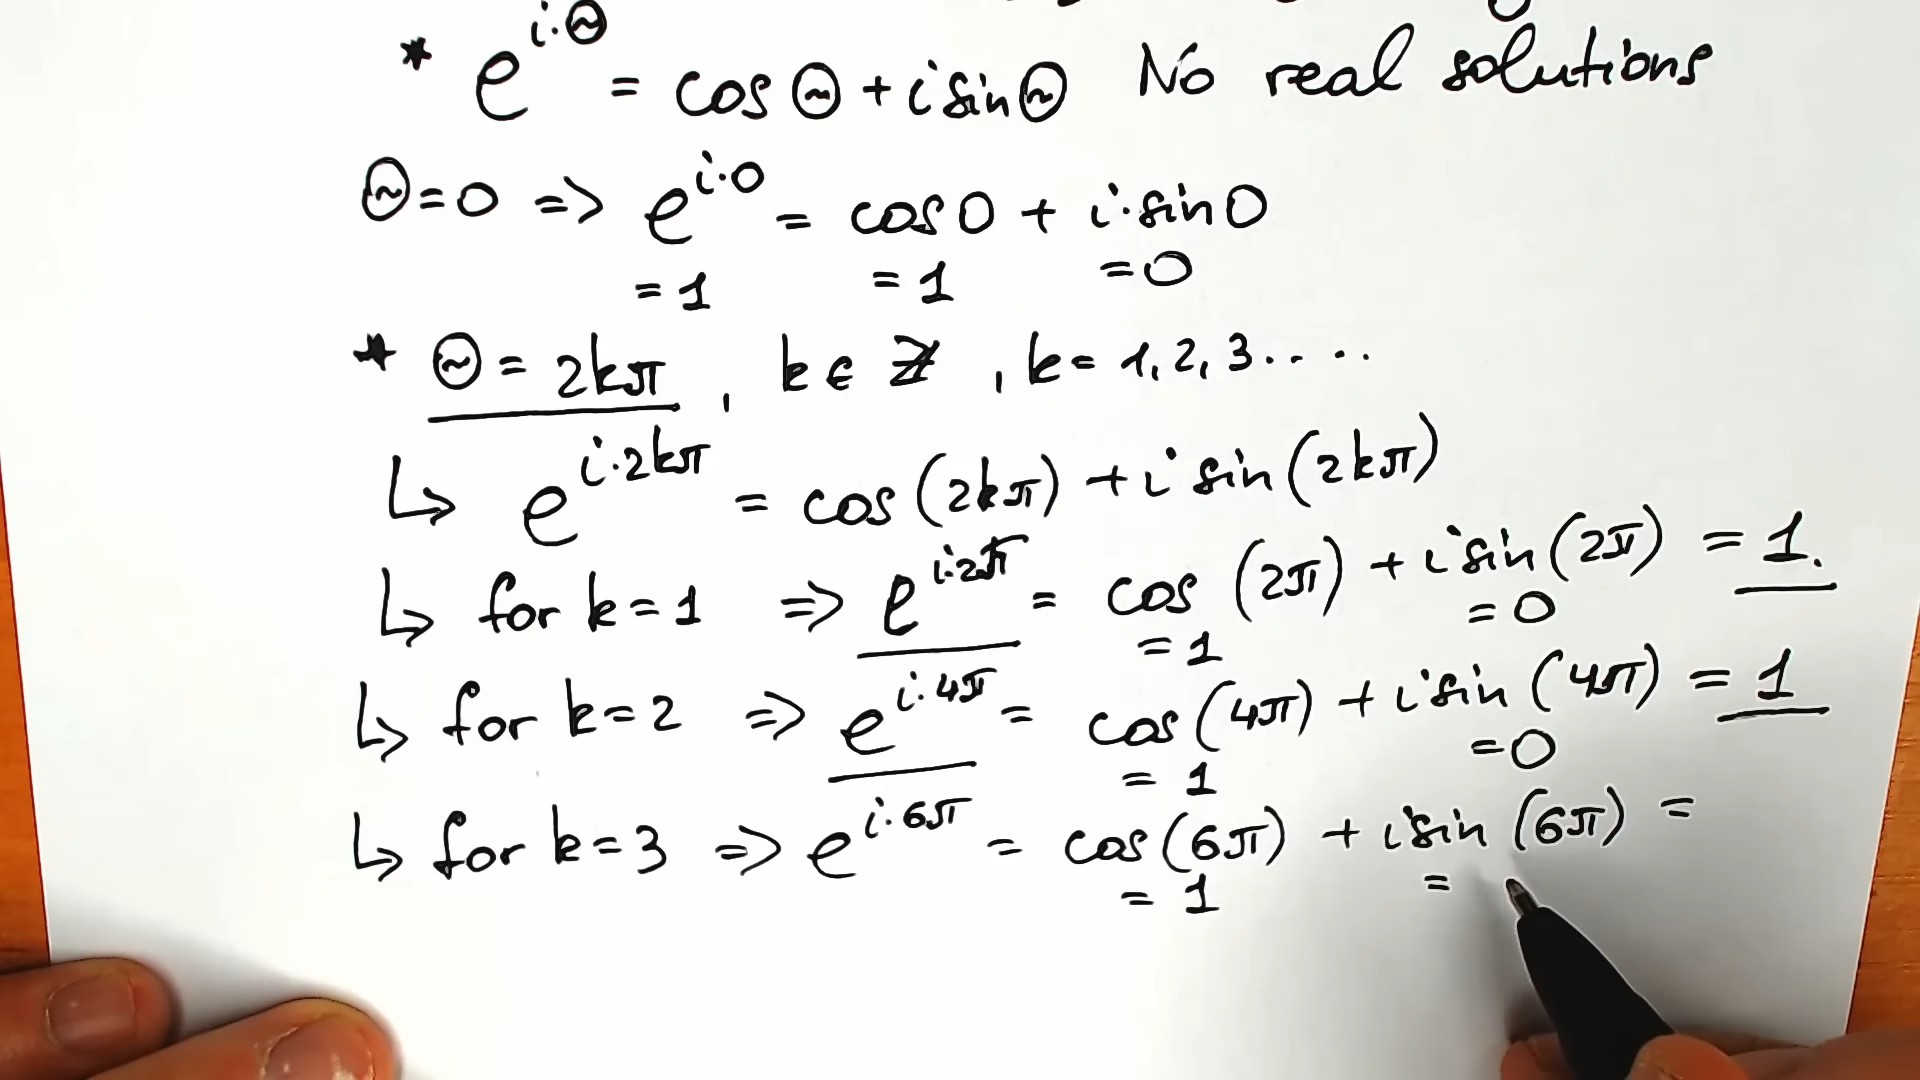 * e^{i·Θ} = cos Θ + i sin Θ No real solutions
Θ = 0 => e^{i·0} = cos 0 + i·sin 0
= 1 = 1 = 0
* Θ = 2kπ, k ∈ ℤ, k = 1, 2, 3....
↳ e^{i·2kπ} = cos (2kπ) + i sin (2kπ)
↳ for k = 1 => e^{i·2π} = cos (2π) + i sin (2π) = 1.
= 1 = 0
↳ for k = 2 => e^{i·4π} = cos (4π) + i sin (4π) = 1
= 1 = 0
↳ for k = 3 => e^{i·6π} = cos (6π) + i sin (6π) =
= 1 =